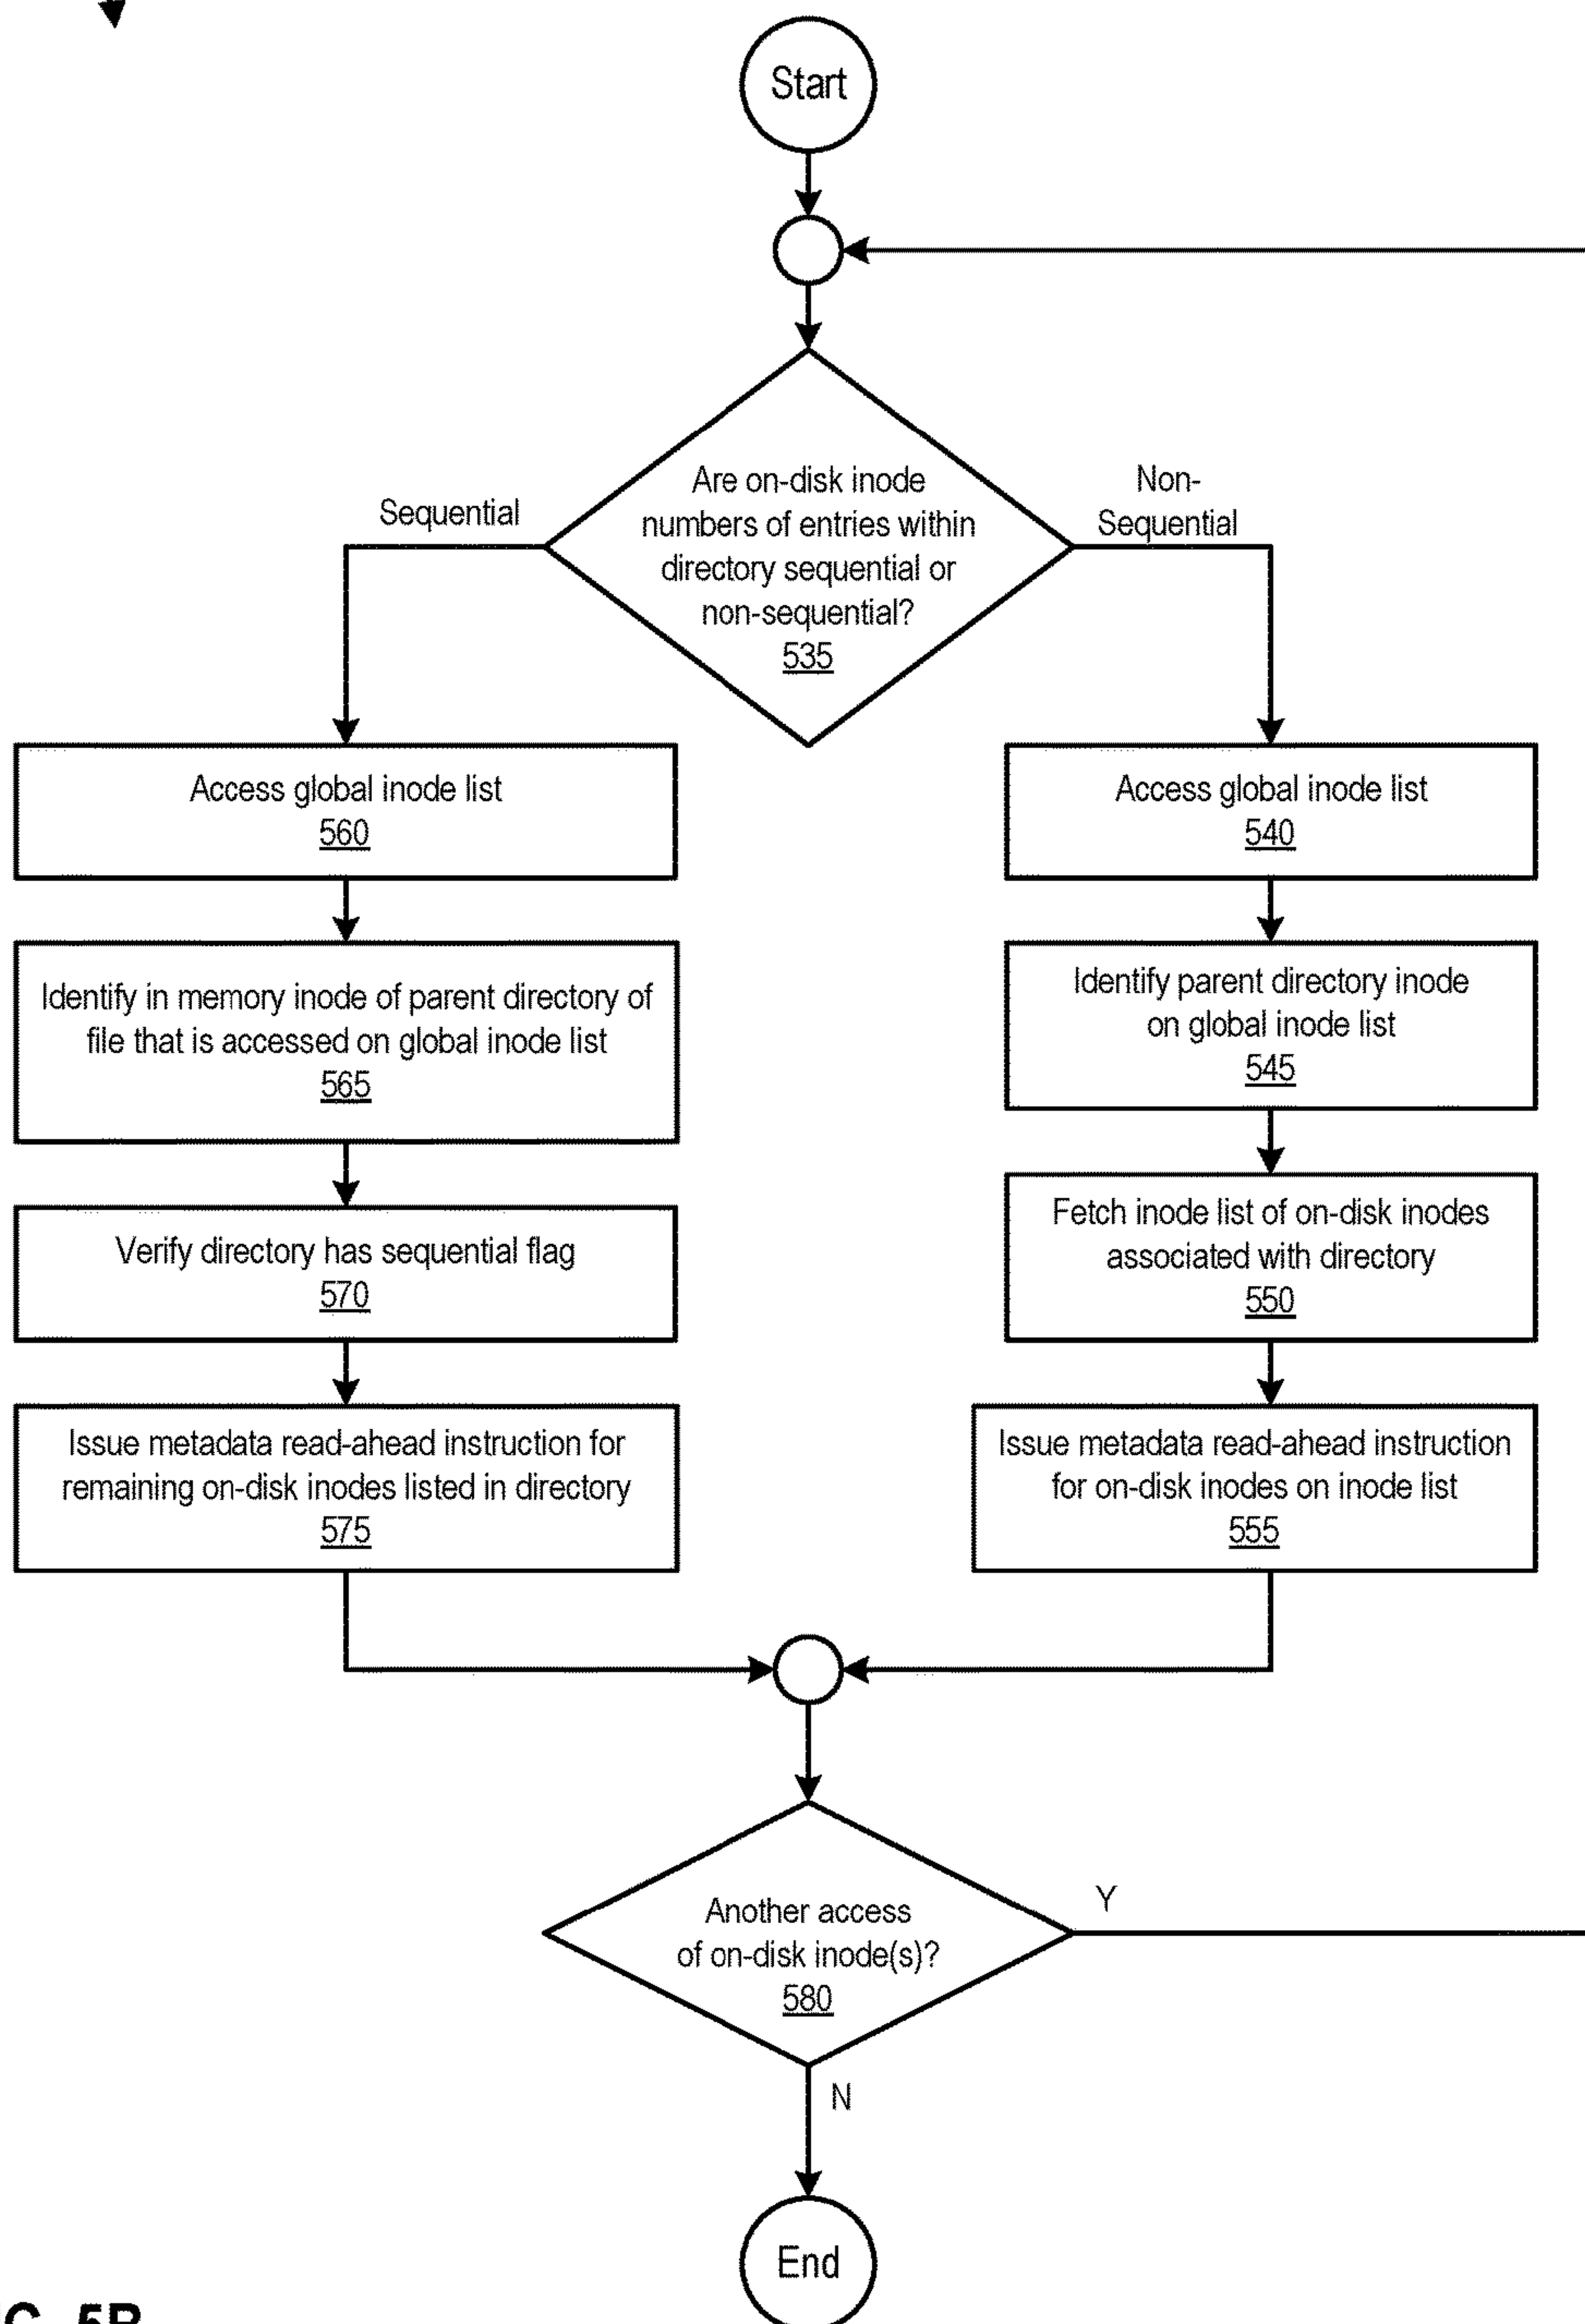 Start
Are on-disk inode
numbers of entries within
directory sequential or
non-sequential?
535
Sequential
Non-
Sequential
Access global inode list
560
Access global inode list
540
Identify in memory inode of parent directory of
file that is accessed on global inode list
565
Identify parent directory inode
on global inode list
545
Verify directory has sequential flag
570
Fetch inode list of on-disk inodes
associated with directory
550
Issue metadata read-ahead instruction for
remaining on-disk inodes listed in directory
575
Issue metadata read-ahead instruction
for on-disk inodes on inode list
555
Another access
of on-disk inode(s)?
580
Y
N
End